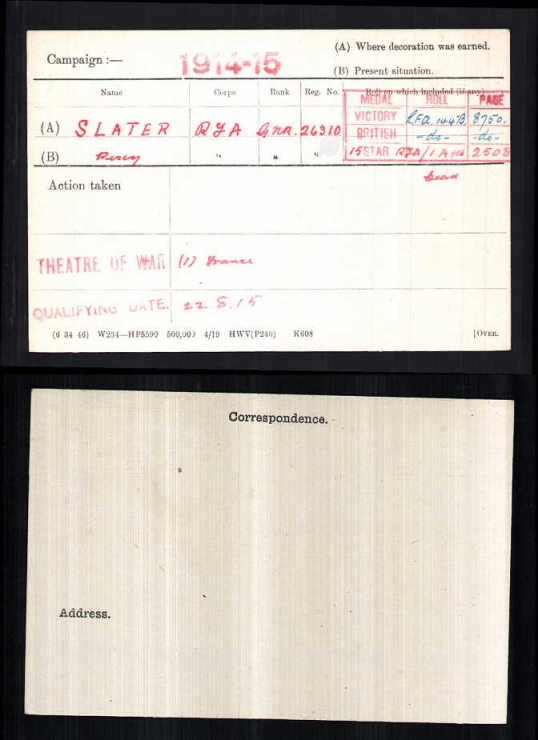 (A) Where decoration was earned.
Campaign :— 1914-15
(B) Present situation.
Name Corps Rank Reg. No. Roll on which included (if any)
MEDAL ROLL PAGE
(A) SLATER RFA Gnr. 26310 VICTORY R.F.A. 144B. 8750.
BRITISH -do- -do-
(B) Percy " " " 15 STAR RFA/1A 2508
Dead
Action taken
THEATRE OF WAR (1) France
QUALIFYING DATE. 22.8.15
(6 34 46) W234—HP5590 500,000 4/19 HWV(P240) K608 [OVER.
Correspondence.
Address.